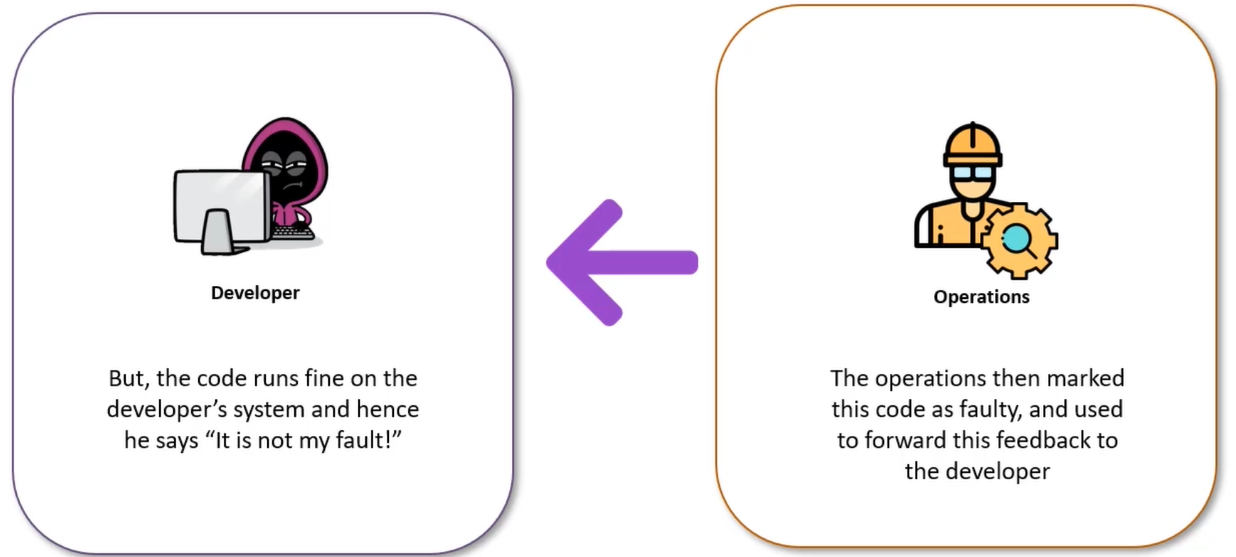 Developer
But, the code runs fine on the
developer’s system and hence
he says “It is not my fault!”
Operations
The operations then marked
this code as faulty, and used
to forward this feedback to
the developer